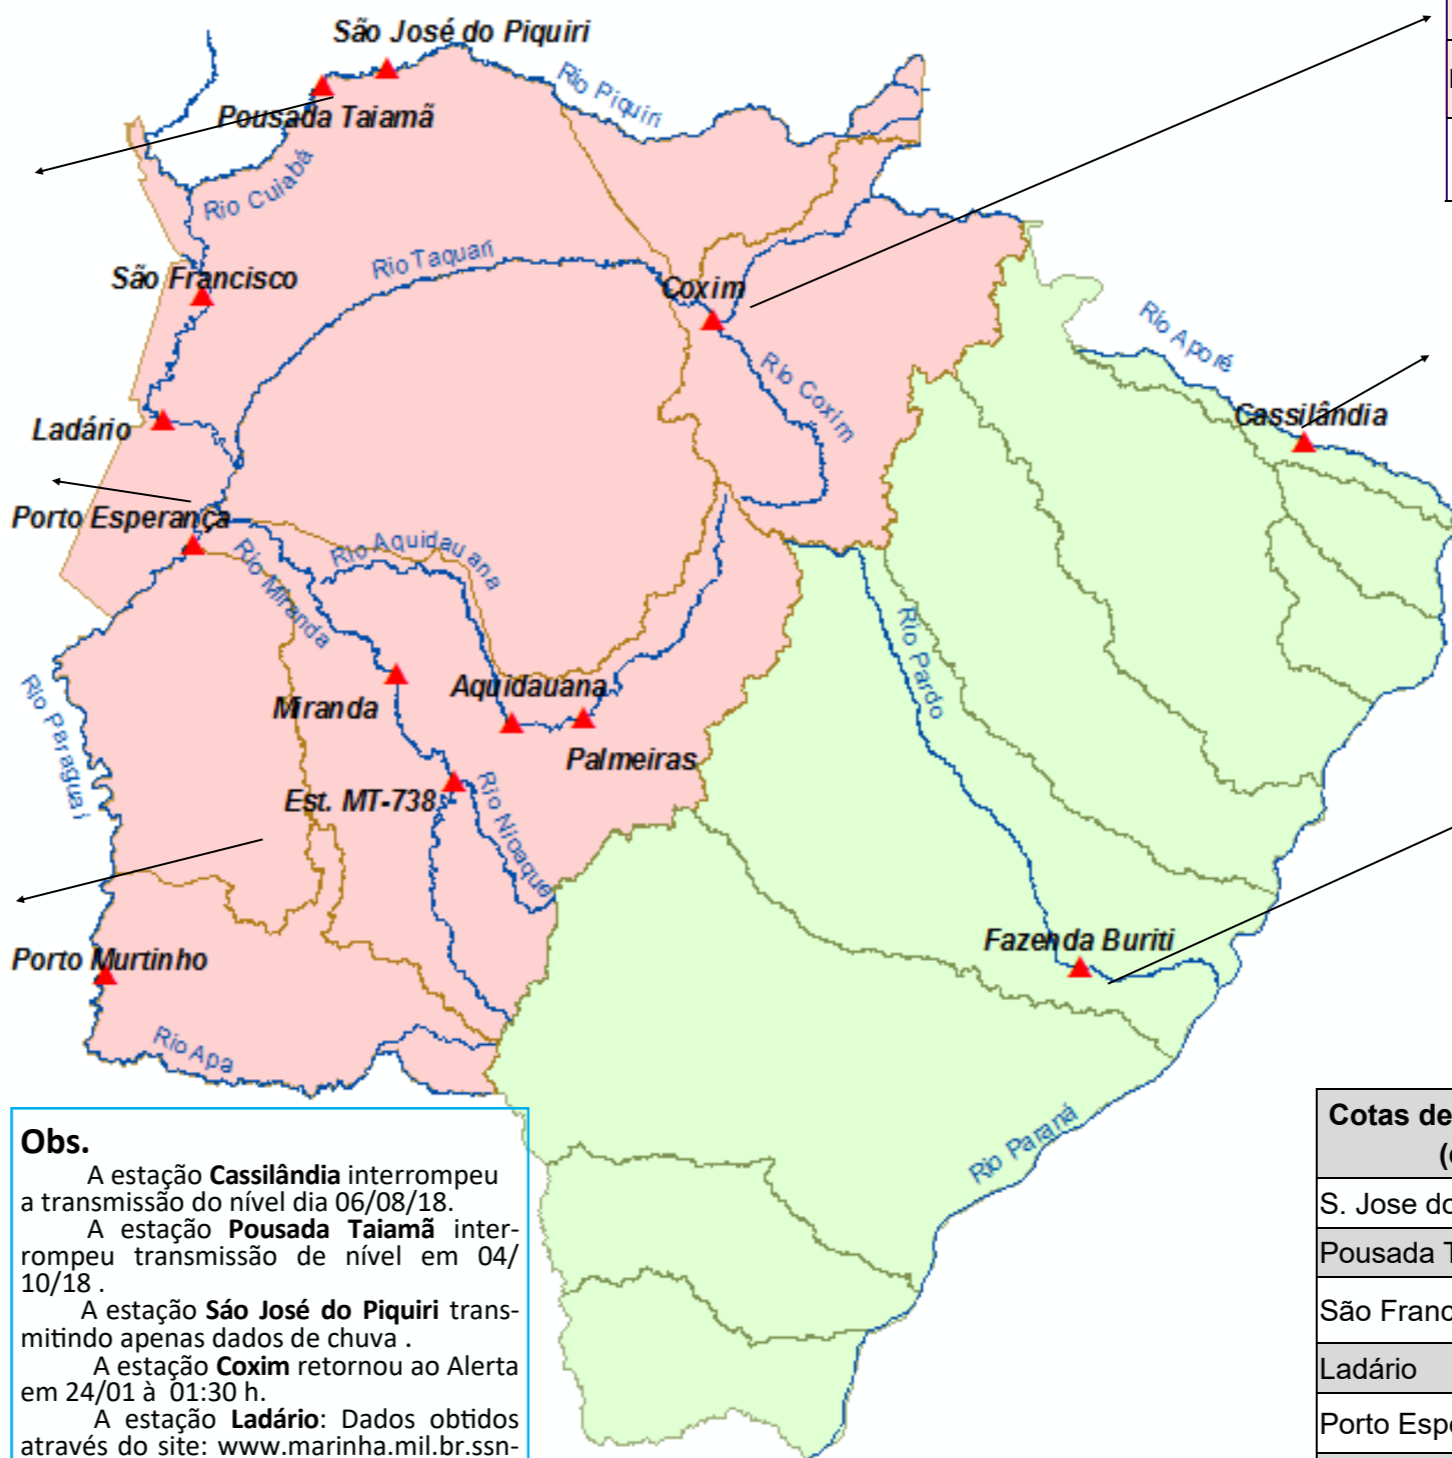 São José do Piquiri
Rio Piquiri
Pousada Taiamã
Rio Cuiabá
Rio Taquari
São Francisco
Coxim
Rio Aporé
Rio Coxim
Cassilândia
Ladário
Porto Esperança
Rio Aquidauana
Rio Miranda
Rio Pardo
Rio Paraguai
Aquidauana
Miranda
Palmeiras
Est. MT-738
Rio Nioaque
Fazenda Buriti
Porto Murtinho
Rio Apa
Rio Paraná
Obs.
A estação Cassilândia interrompeu
a transmissão do nível dia 06/08/18.
A estação Pousada Taiamã inter-
rompeu transmissão de nível em 04/
10/18 .
A estação Sáo José do Piquiri trans-
mitindo apenas dados de chuva .
A estação Coxim retornou ao Alerta
em 24/01 à 01:30 h.
A estação Ladário: Dados obtidos
através do site: www.marinha.mil.br.ssn-
Cotas de
S. Jose do
Pousada T
São Franc
Ladário
Porto Espe